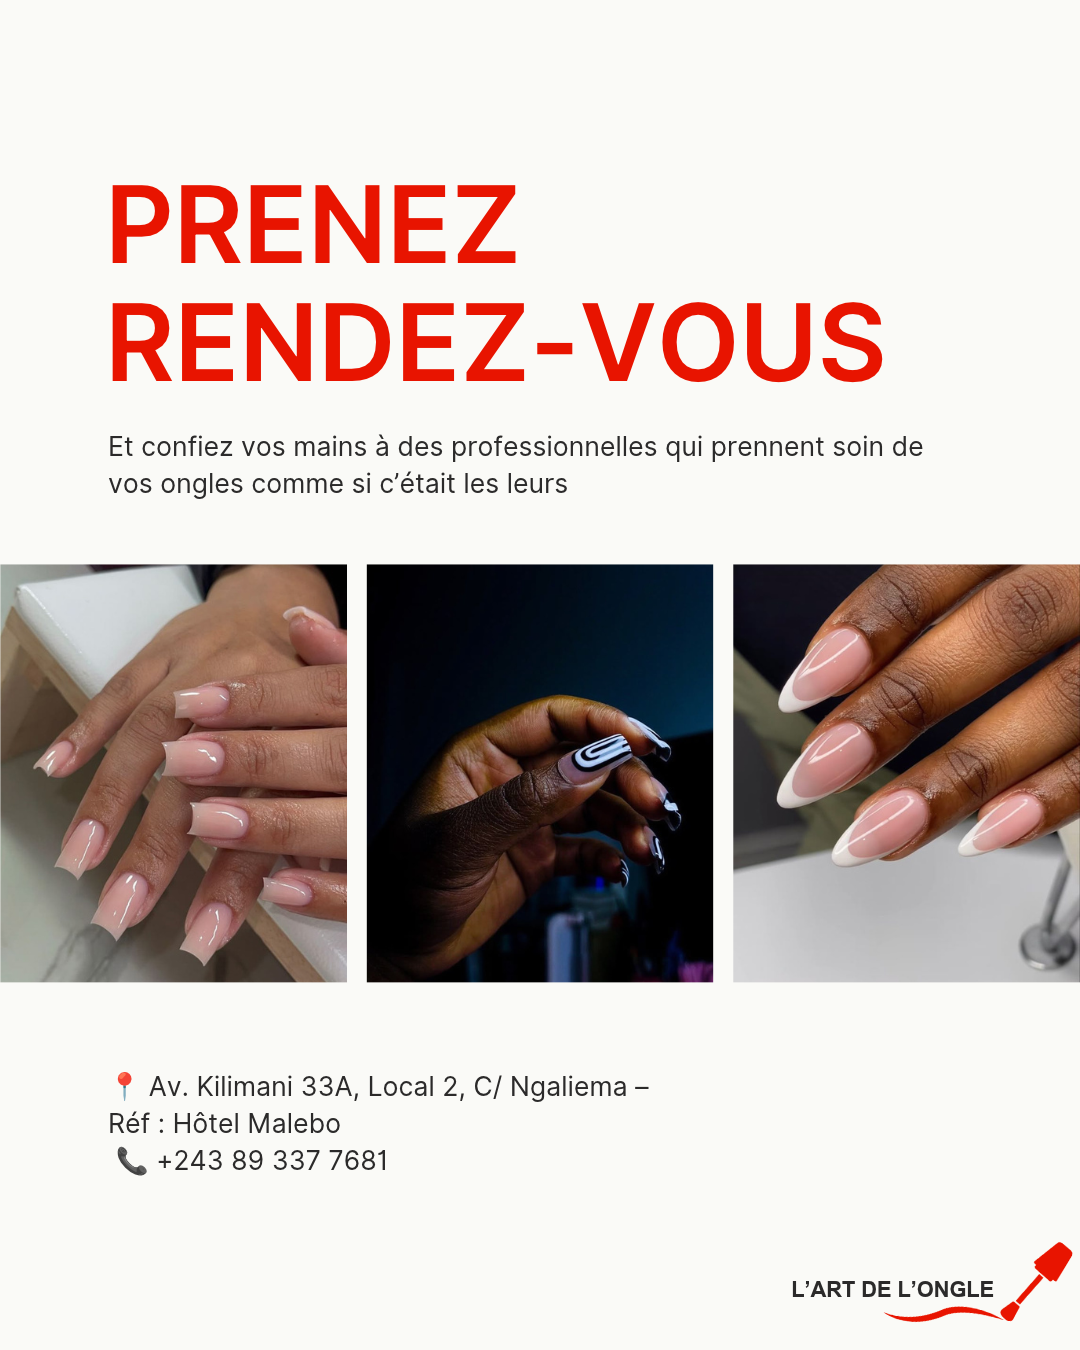 PRENEZ
RENDEZ-VOUS
Et confiez vos mains à des professionnelles qui prennent soin de
vos ongles comme si c’était les leurs
📍 Av. Kilimani 33A, Local 2, C/ Ngaliema –
Réf : Hôtel Malebo
📞 +243 89 337 7681
L’ART DE L’ONGLE